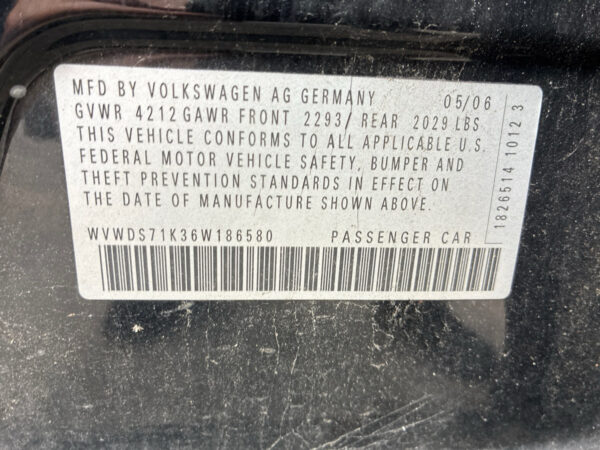 MFD BY VOLKSWAGEN AG GERMANY 05/06
GVWR 4212 GAWR FRONT 2293/ REAR 2029 LBS
THIS VEHICLE CONFORMS TO ALL APPLICABLE U.S.
FEDERAL MOTOR VEHICLE SAFETY, BUMPER AND
THEFT PREVENTION STANDARDS IN EFFECT ON
THE DATE OF MANUFACTURE SHOWN ABOVE.
WVWDS71K36W186580 PASSENGER CAR
1826514 1012 3